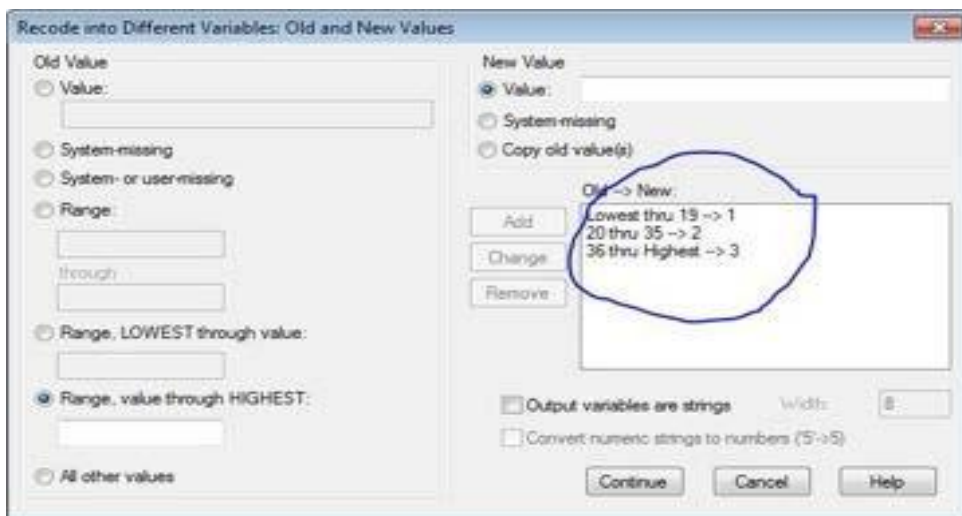 Recode into Different Variables: Old and New Values
Old Value
Value:
System-missing
System- or user-missing
Range:
through
Range, LOWEST through value:
Range, value through HIGHEST:
All other values
New Value
Value:
System-missing
Copy old value(s)
Old --> New:
Add
Change
Remove
Lowest thru 19 --> 1
20 thru 35 --> 2
36 thru Highest --> 3
Output variables are strings Width: 8
Convert numeric strings to numbers ('5'->5)
Continue Cancel Help